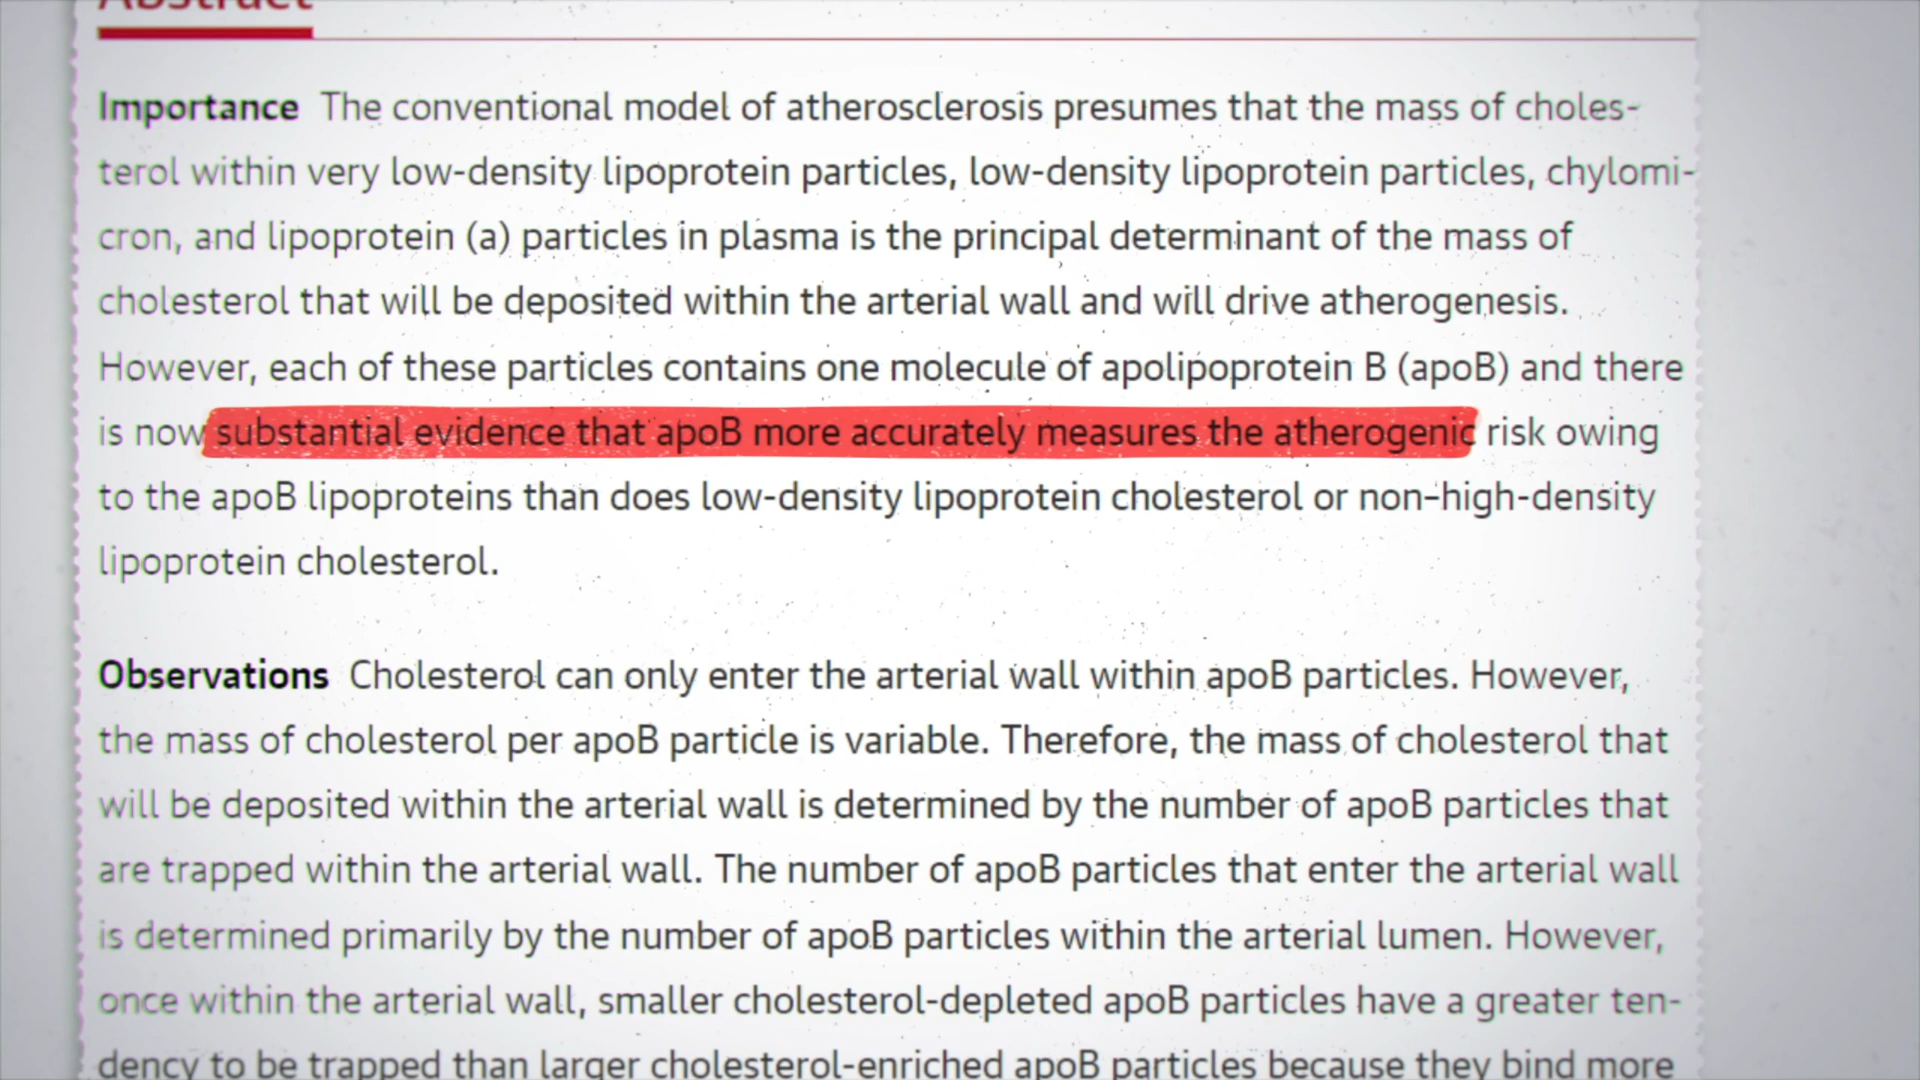 Abstract
Importance The conventional model of atherosclerosis presumes that the mass of choles-
terol within very low-density lipoprotein particles, low-density lipoprotein particles, chylomi-
cron, and lipoprotein (a) particles in plasma is the principal determinant of the mass of
cholesterol that will be deposited within the arterial wall and will drive atherogenesis.
However, each of these particles contains one molecule of apolipoprotein B (apoB) and there
is now substantial evidence that apoB more accurately measures the atherogenic risk owing
to the apoB lipoproteins than does low-density lipoprotein cholesterol or non–high-density
lipoprotein cholesterol.
Observations Cholesterol can only enter the arterial wall within apoB particles. However,
the mass of cholesterol per apoB particle is variable. Therefore, the mass of cholesterol that
will be deposited within the arterial wall is determined by the number of apoB particles that
are trapped within the arterial wall. The number of apoB particles that enter the arterial wall
is determined primarily by the number of apoB particles within the arterial lumen. However,
once within the arterial wall, smaller cholesterol-depleted apoB particles have a greater ten-
dency to be trapped than larger cholesterol-enriched apoB particles because they bind more